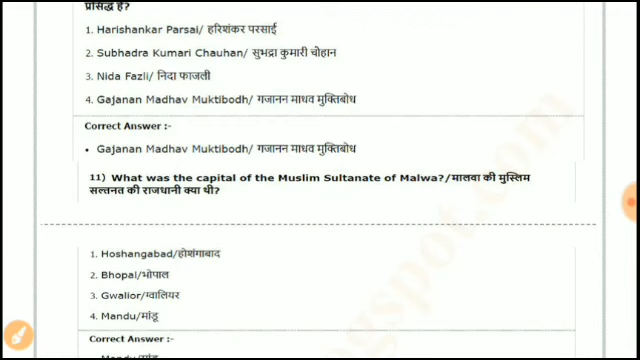 प्रसिद्ध है?
1. Harishankar Parsai/ हरिशंकर परसाई
2. Subhadra Kumari Chauhan/ सुभद्रा कुमारी चोहान
3. Nida Fazli/ निदा फाजली
4. Gajanan Madhav Muktibodh/ गजानन माधव मुक्तिबोध
Correct Answer :-
• Gajanan Madhav Muktibodh/ गजानन माधव मुक्तिबोध
11) What was the capital of the Muslim Sultanate of Malwa?/मालवा की मुस्लिम
सल्तनत की राजधानी क्या थी?
1. Hoshangabad/होशंगाबाद
2. Bhopal/भोपाल
3. Gwalior/ग्वालियर
4. Mandu/मांडू
Correct Answer :-
Mandu/मांडू